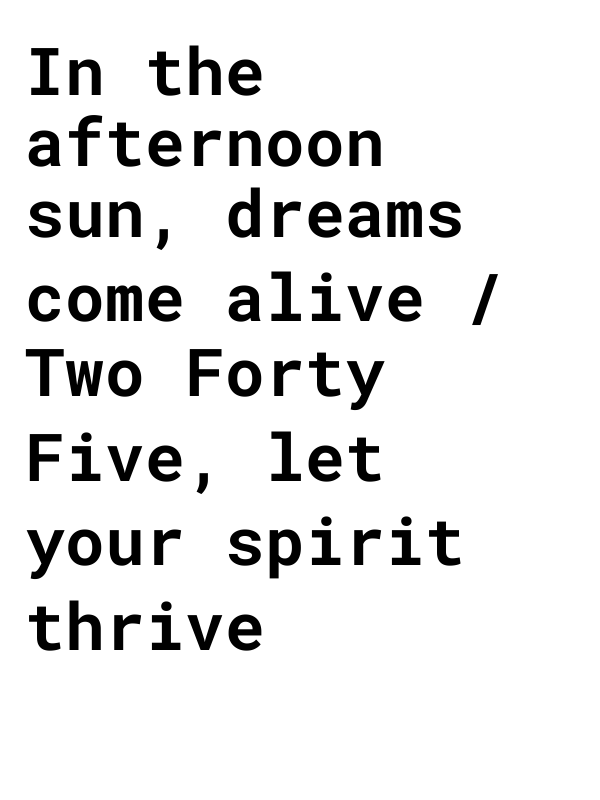 In the
afternoon
sun, dreams
come alive /
Two Forty
Five, let
your spirit
thrive